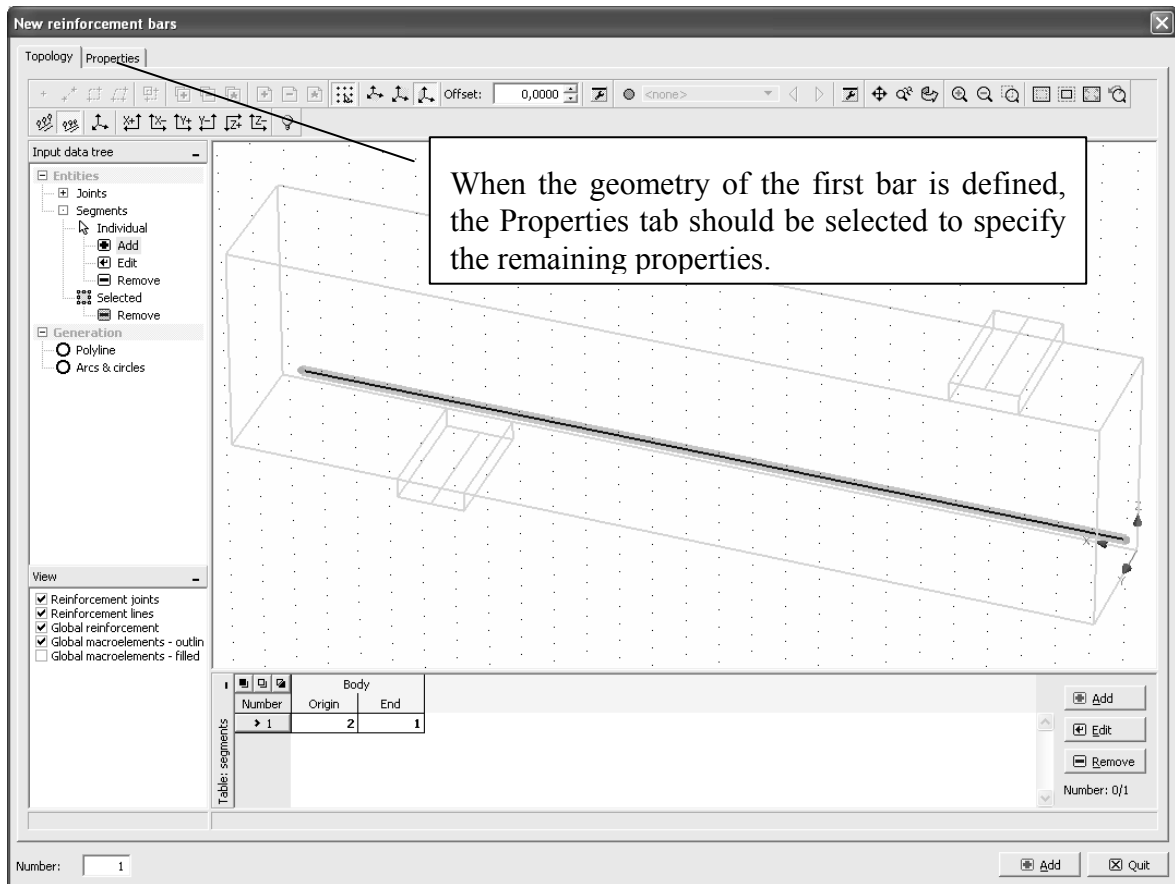 New reinforcement bars
Topology Properties
Offset: 0,0000 <none>
X+ X- Y+ Y- Z+ Z-
Input data tree
Entities
Joints
Segments
Individual
Add
Edit
Remove
Selected
Remove
Generation
Polyline
Arcs & circles
When the geometry of the first bar is defined,
the Properties tab should be selected to specify
the remaining properties.
Z
X
Y
View
Reinforcement joints
Reinforcement lines
Global reinforcement
Global macroelements - outlin
Global macroelements - filled
Table: segments
Body
Number Origin End
1 2 1
Add
Edit
Remove
Number: 0/1
Number: 1
Add Quit